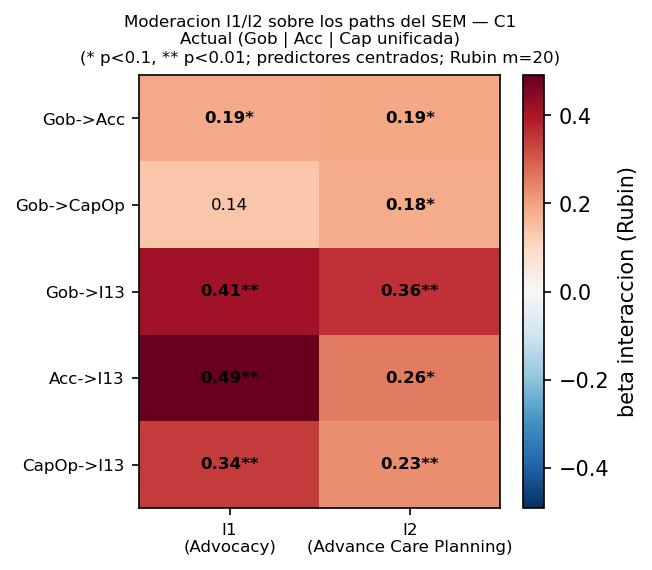 Moderacion I1/I2 sobre los paths del SEM — C1
Actual (Gob | Acc | Cap unificada)
(* p<0.1, ** p<0.01; predictores centrados; Rubin m=20)
Gob->Acc 0.19* 0.19*
Gob->CapOp 0.14 0.18*
Gob->I13 0.41** 0.36**
Acc->I13 0.49** 0.26*
CapOp->I13 0.34** 0.23**
I1 I2
(Advocacy) (Advance Care Planning)
0.4
0.2
0.0
−0.2
−0.4
beta interaccion (Rubin)